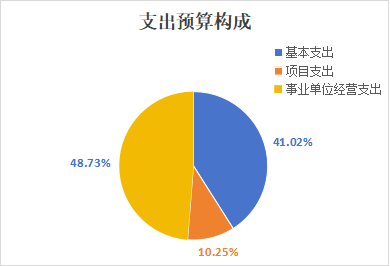 支出预算构成
基本支出
项目支出
事业单位经营支出
41.02%
48.73%
10.25%